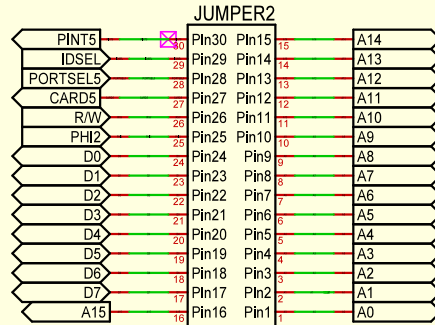 JUMPER2
PINT5 30 PIn30 PIn15 15 A14
IDSEL 29 PIn29 PIn14 14 A13
PORTSEL5 28 PIn28 PIn13 13 A12
CARD5 27 PIn27 PIn12 12 A11
R/W 26 PIn26 PIn11 11 A10
PHI2 25 PIn25 PIn10 10 A9
D0 24 PIn24 PIn9 9 A8
D1 23 PIn23 PIn8 8 A7
D2 22 PIn22 PIn7 7 A6
D3 21 PIn21 PIn6 6 A5
D4 20 PIn20 PIn5 5 A4
D5 19 PIn19 PIn4 4 A3
D6 18 PIn18 PIn3 3 A2
D7 17 PIn17 PIn2 2 A1
A15 16 PIn16 PIn1 1 A0